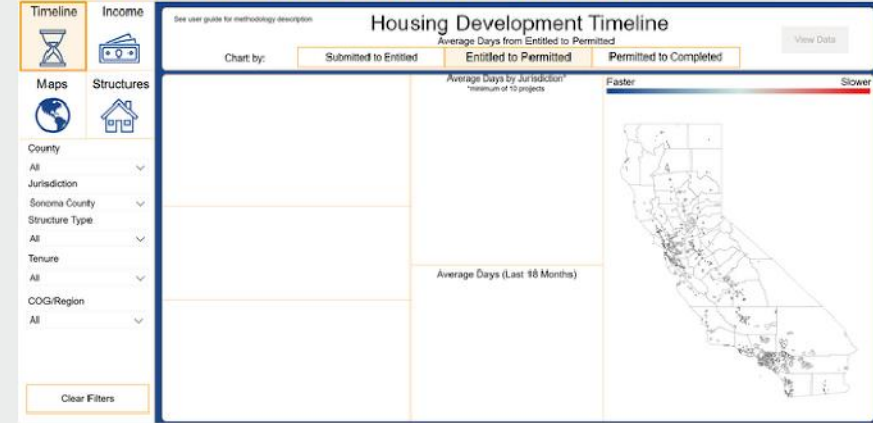 Timeline
Income
Maps
Structures
County
All
Jurisdiction
Sonoma County
Structure Type
All
Tenure
All
COG/Region
All
Clear Filters
See user guide for methodology description
Housing Development Timeline
Average Days from Entitled to Permitted
View Data
Chart by:
Submitted to Entitled
Entitled to Permitted
Permitted to Completed
Average Days by Jurisdiction*
*minimum of 10 projects
Average Days (Last 18 Months)
Faster
Slower